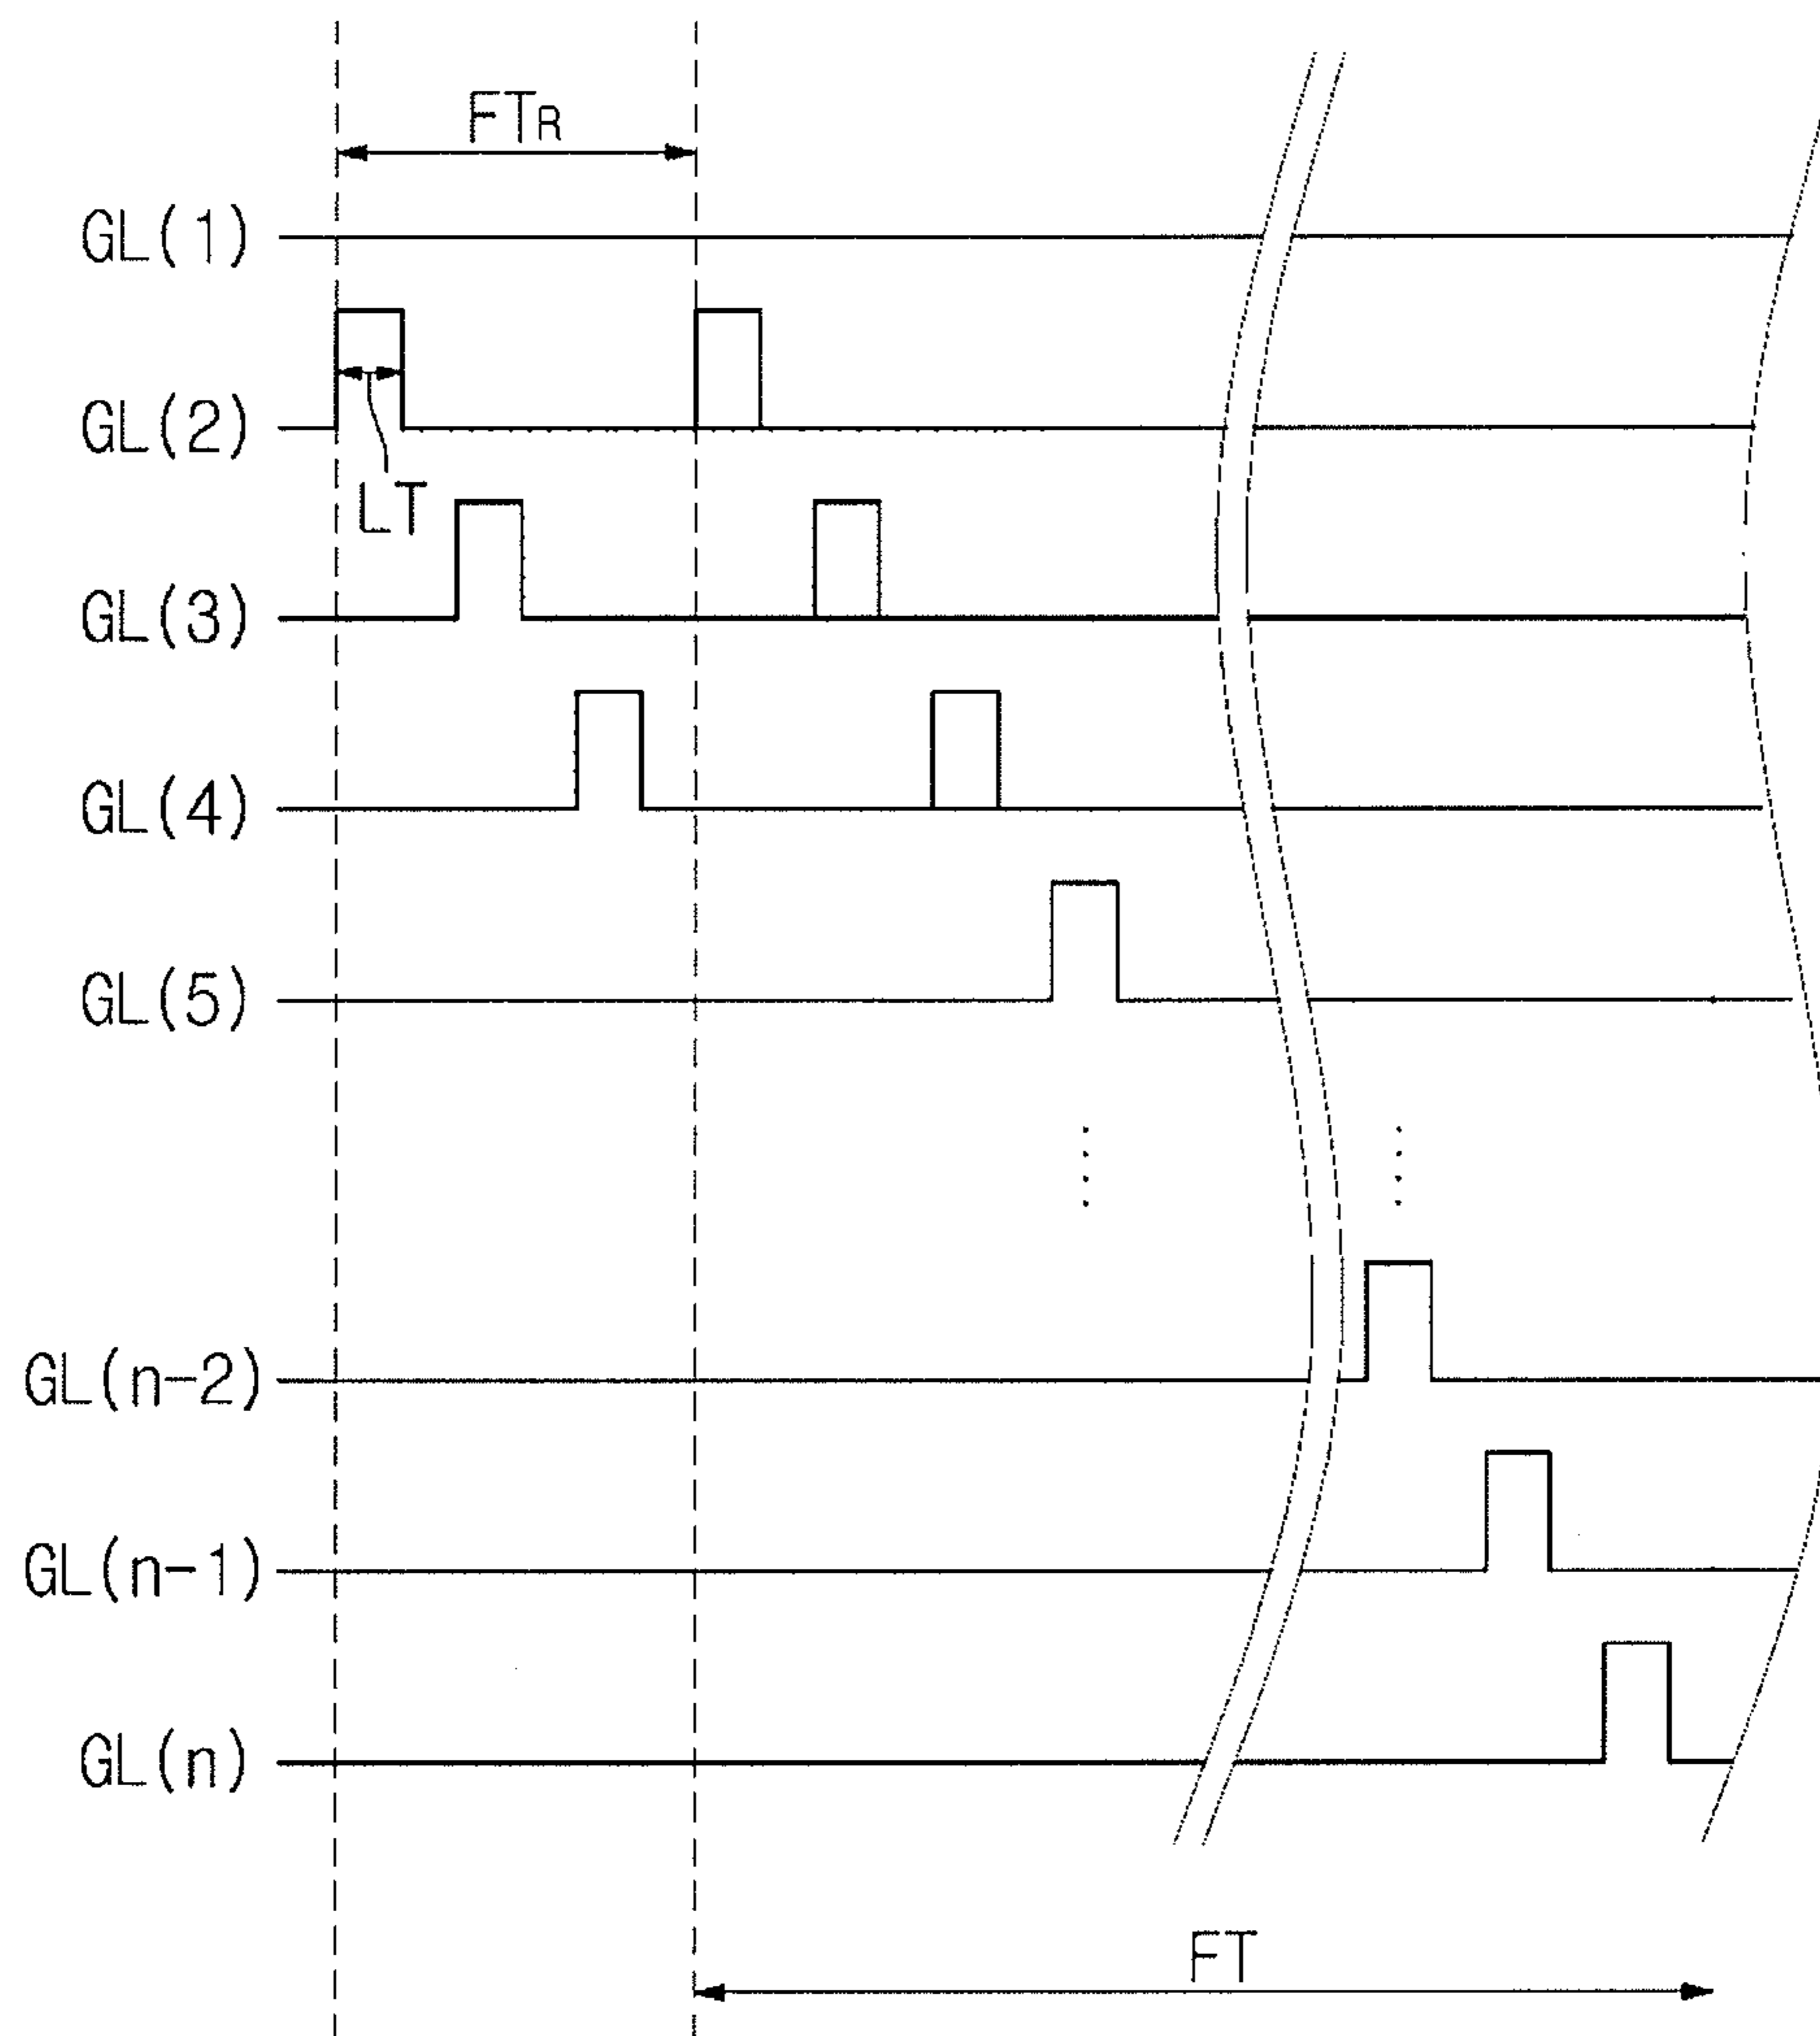 FTR
GL(1)
GL(2)
LT
GL(3)
GL(4)
GL(5)
GL(n-2)
GL(n-1)
GL(n)
FT